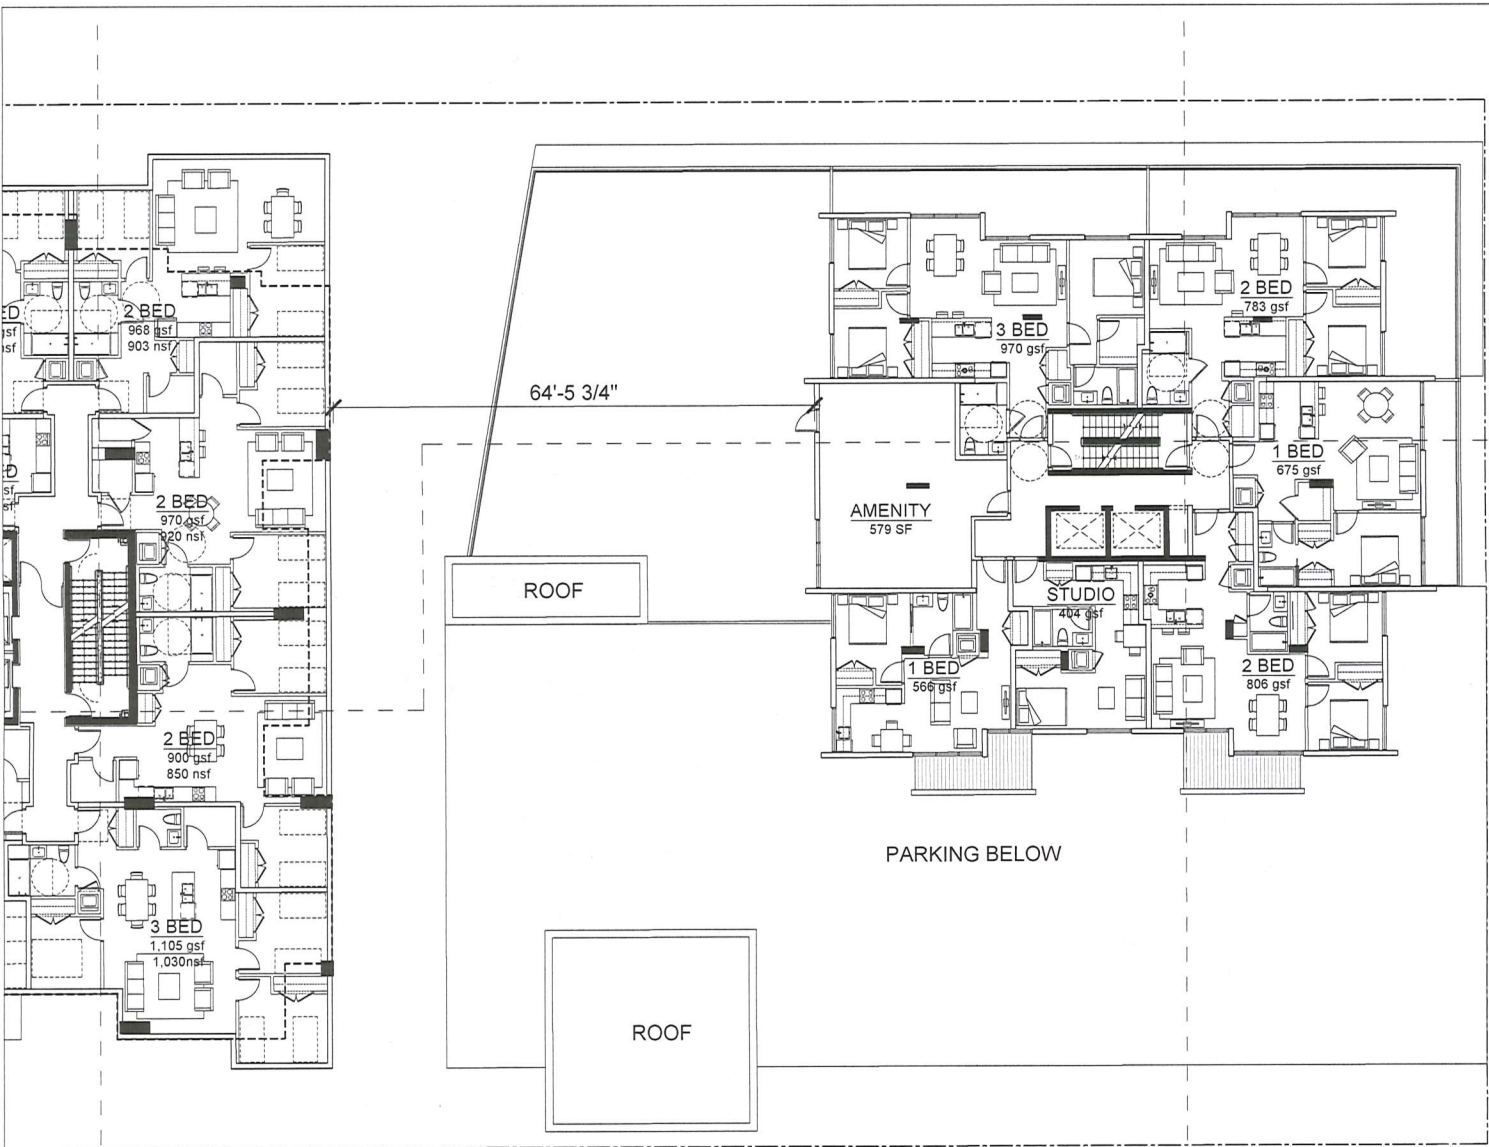 2 BED
968 gsf
903 nsf
64'-5 3/4"
2 BED
970 gsf
920 nsf
2 BED
900 gsf
850 nsf
3 BED
1,105 gsf
1,030nsf
3 BED
970 gsf
2 BED
783 gsf
1 BED
675 gsf
AMENITY
579 SF
ROOF
STUDIO
404 gsf
1 BED
566 gsf
2 BED
806 gsf
PARKING BELOW
ROOF